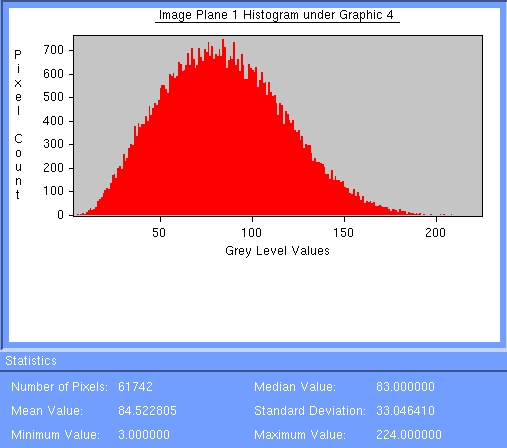 Image Plane 1 Histogram under Graphic 4
Pixel Count
700
600
500
400
300
200
100
0
50 100 150 200
Grey Level Values
Statistics
Number of Pixels: 61742 Median Value: 83.000000
Mean Value: 84.522805 Standard Deviation: 33.046410
Minimum Value: 3.000000 Maximum Value: 224.000000